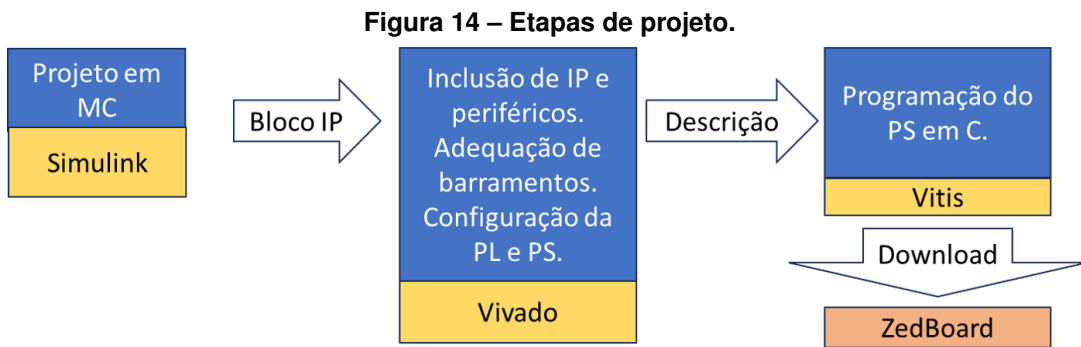 Figura 14 – Etapas de projeto.
Projeto em
MC
Simulink
Bloco IP
Inclusão de IP e
periféricos.
Adequação de
barramentos.
Configuração da
PL e PS.
Vivado
Descrição
Programação do
PS em C.
Vitis
Download
ZedBoard